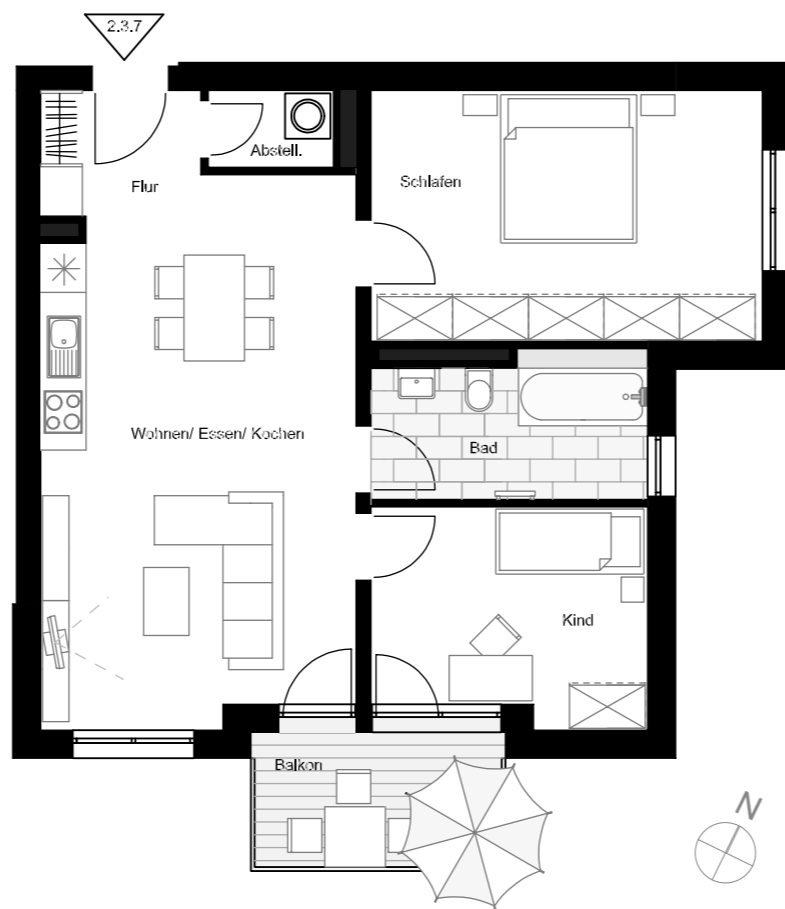 2.3.7
Abstell.
Flur
Schlafen
Wohnen/ Essen/ Kochen
Bad
Kind
Balkon
N